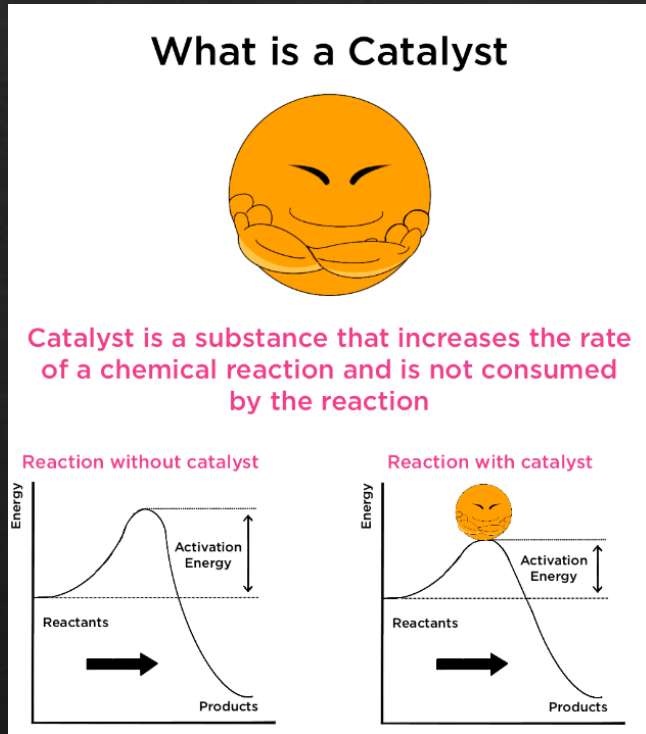 What is a Catalyst
Catalyst is a substance that increases the rate
of a chemical reaction and is not consumed
by the reaction
Reaction without catalyst
Energy
Activation
Energy
Reactants
Products
Reaction with catalyst
Energy
Activation
Energy
Reactants
Products